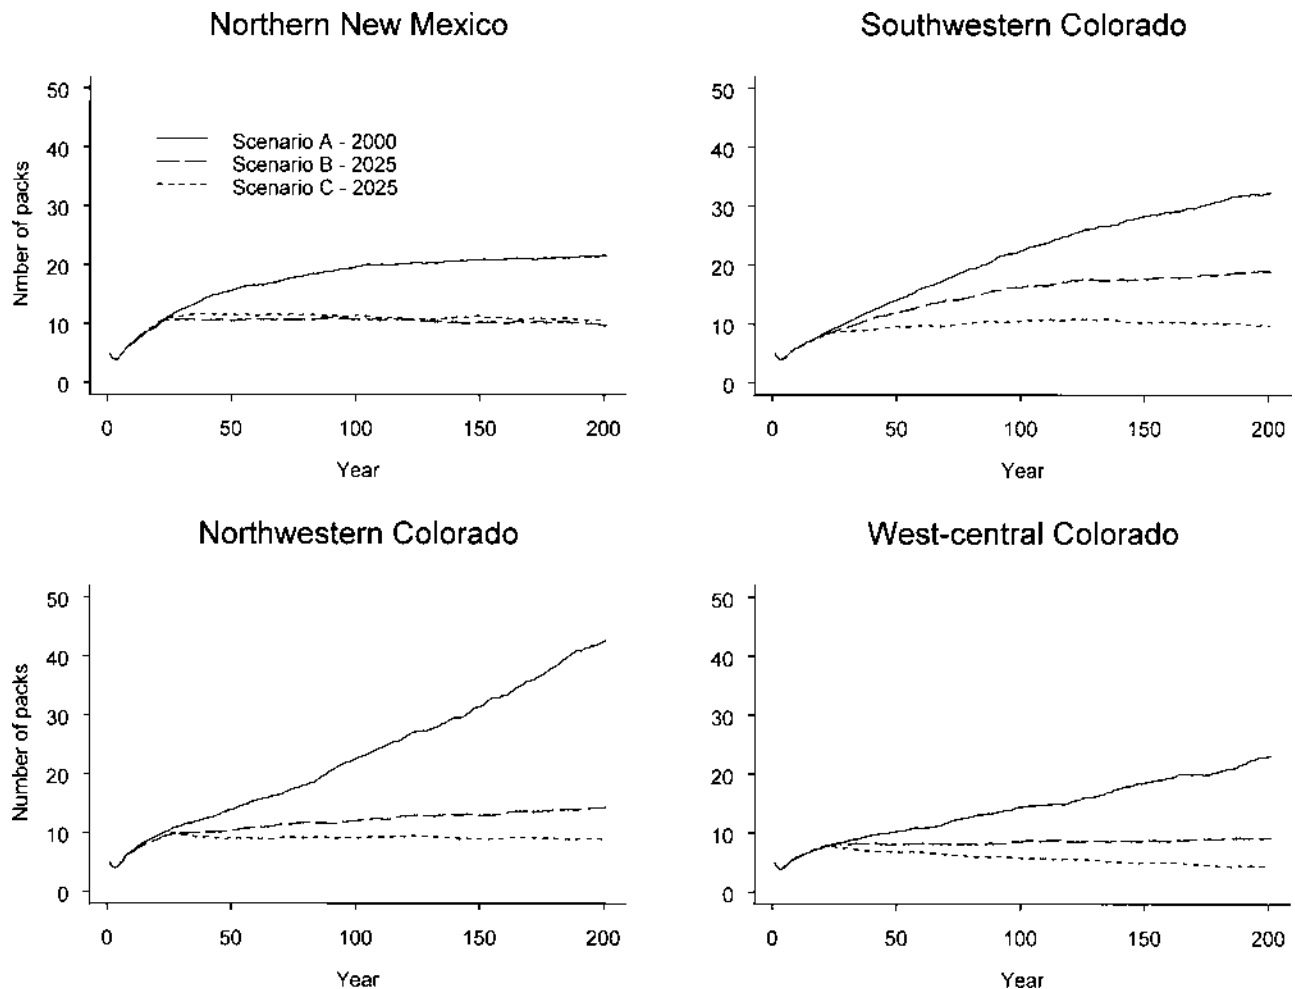 Northern New Mexico
Southwestern Colorado
50
40
30
20
10
0
Nmber of packs
Scenario A - 2000
Scenario B - 2025
Scenario C - 2025
0 50 100 150 200
Year
50
40
30
20
10
0
0 50 100 150 200
Year
Northwestern Colorado
West-central Colorado
50
40
30
20
10
0
Number of packs
0 50 100 150 200
Year
50
40
30
20
10
0
0 50 100 150 200
Year